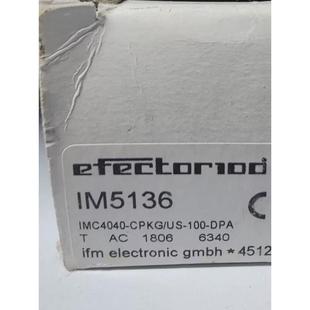 efector100
IM5136
IMC4040-CPKG/US-100-DPA
T AC 1806 6340
ifm electronic gmbh * 4512